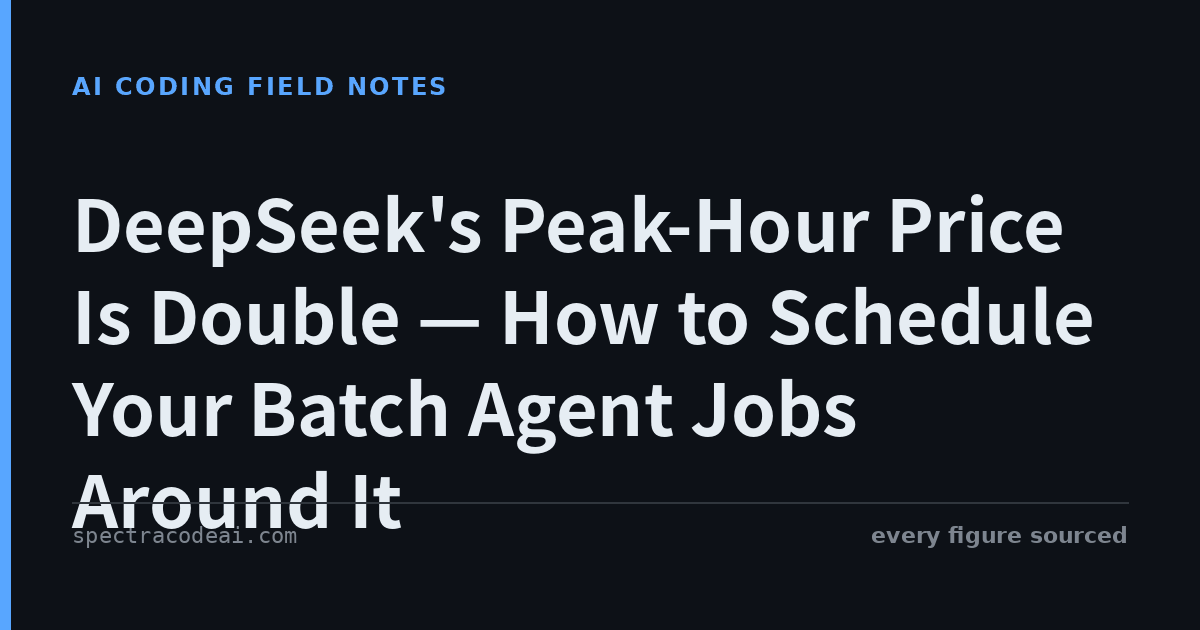 AI CODING FIELD NOTES
DeepSeek's Peak-Hour Price
Is Double — How to Schedule
Your Batch Agent Jobs
Around It
spectracodeai.com
every figure sourced